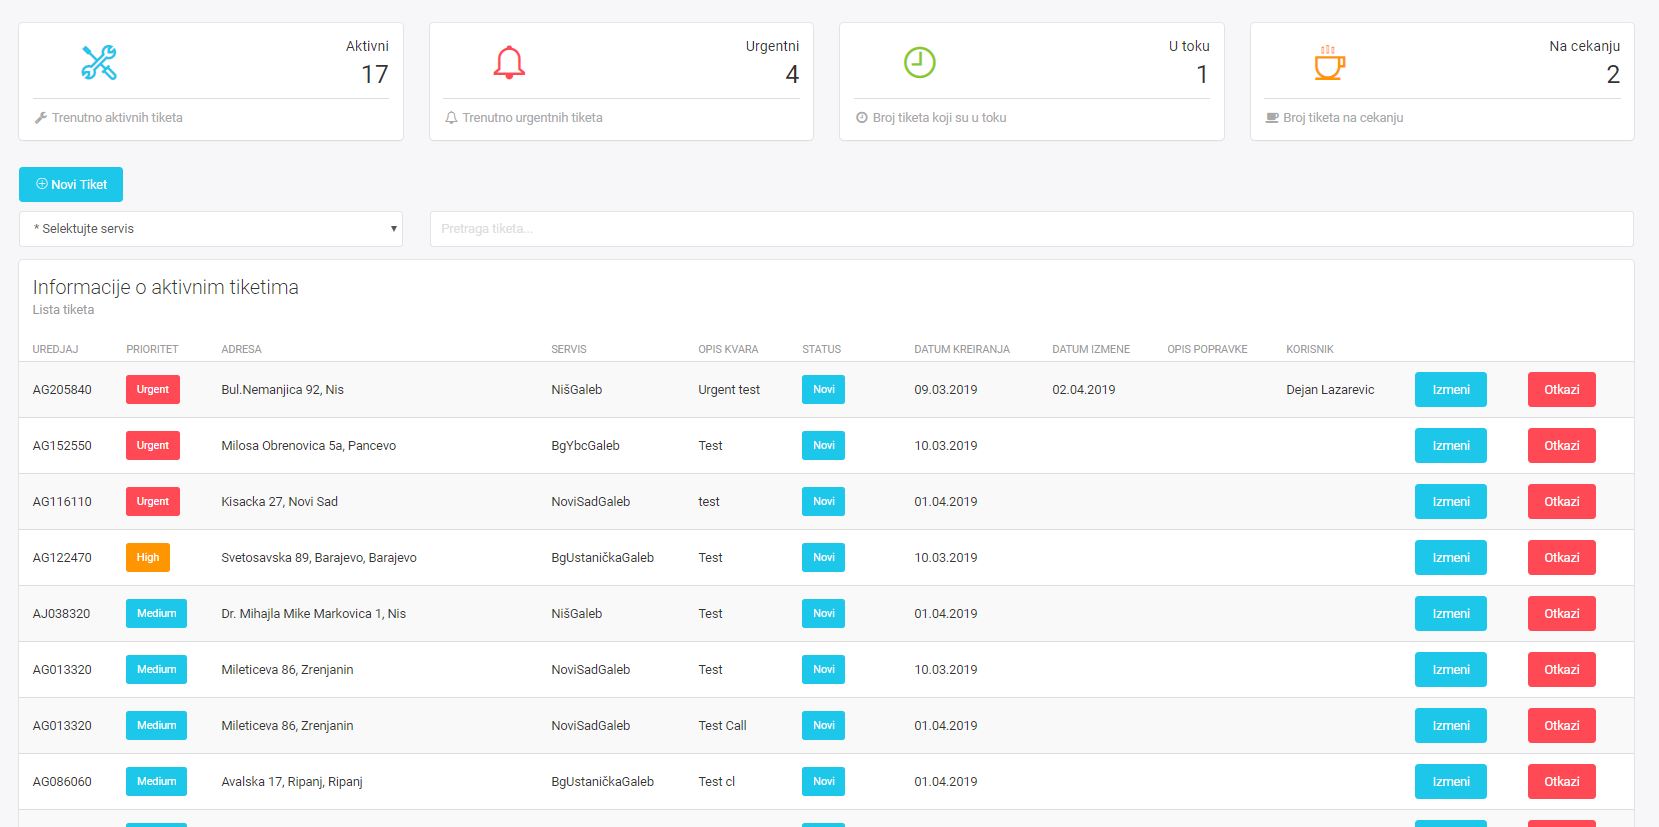 Aktivni
17
Trenutno aktivnih tiketa
Urgentni
4
Trenutno urgentnih tiketa
U toku
1
Broj tiketa koji su u toku
Na cekanju
2
Broj tiketa na cekanju
Novi Tiket
* Selektujte servis
Pretraga tiketa...
Informacije o aktivnim tiketima
Lista tiketa
UREDJAJ PRIORITET ADRESA SERVIS OPIS KVARA STATUS DATUM KREIRANJA DATUM IZMENE OPIS POPRAVKE KORISNIK
AG205840 Urgent Bul.Nemanjica 92, Nis NišGaleb Urgent test Novi 09.03.2019 02.04.2019 Dejan Lazarevic Izmeni Otkazi
AG152550 Urgent Milosa Obrenovica 5a, Pancevo BgYbcGaleb Test Novi 10.03.2019 Izmeni Otkazi
AG116110 Urgent Kisacka 27, Novi Sad NoviSadGaleb test Novi 01.04.2019 Izmeni Otkazi
AG122470 High Svetosavska 89, Barajevo, Barajevo BgUstaničkaGaleb Test Novi 10.03.2019 Izmeni Otkazi
AJ038320 Medium Dr. Mihajla Mike Markovica 1, Nis NišGaleb Test Novi 01.04.2019 Izmeni Otkazi
AG013320 Medium Mileticeva 86, Zrenjanin NoviSadGaleb Test Novi 10.03.2019 Izmeni Otkazi
AG013320 Medium Mileticeva 86, Zrenjanin NoviSadGaleb Test Call Novi 01.04.2019 Izmeni Otkazi
AG086060 Medium Avalska 17, Ripanj, Ripanj BgUstaničkaGaleb Test cl Novi 01.04.2019 Izmeni Otkazi